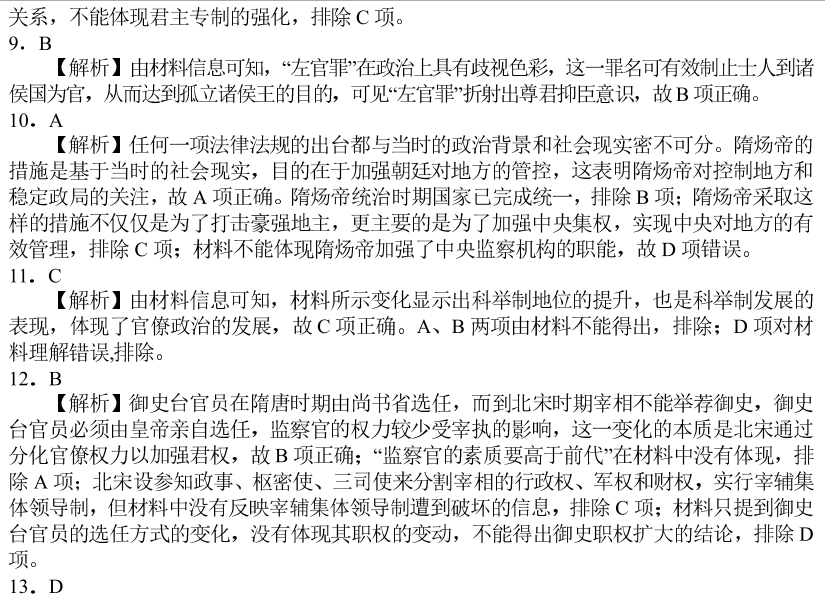 关系，不能体现君主专制的强化，排除 C 项。
9．B
【解析】由材料信息可知，“左官罪”在政治上具有歧视色彩，这一罪名可有效制止士人到诸
侯国为官，从而达到孤立诸侯王的目的，可见“左官罪”折射出尊君抑臣意识，故 B 项正确。
10．A
【解析】任何一项法律法规的出台都与当时的政治背景和社会现实密不可分。隋炀帝的
措施是基于当时的社会现实，目的在于加强朝廷对地方的管控，这表明隋炀帝对控制地方和
稳定政局的关注，故 A 项正确。隋炀帝统治时期国家已完成统一，排除 B 项；隋炀帝采取这
样的措施不仅仅是为了打击豪强地主，更主要的是为了加强中央集权，实现中央对地方的有
效管理，排除 C 项；材料不能体现隋炀帝加强了中央监察机构的职能，故 D 项错误。
11．C
【解析】由材料信息可知，材料所示变化显示出科举制地位的提升，也是科举制发展的
表现，体现了官僚政治的发展，故 C 项正确。A、B 两项由材料不能得出，排除；D 项对材
料理解错误,排除。
12．B
【解析】御史台官员在隋唐时期由尚书省选任，而到北宋时期宰相不能举荐御史，御史
台官员必须由皇帝亲自选任，监察官的权力较少受宰执的影响，这一变化的本质是北宋通过
分化官僚权力以加强君权，故 B 项正确；“监察官的素质要高于前代”在材料中没有体现，排
除 A 项；北宋设参知政事、枢密使、三司使来分割宰相的行政权、军权和财权，实行宰辅集
体领导制，但材料中没有反映宰辅集体领导制遭到破坏的信息，排除 C 项；材料只提到御史
台官员的选任方式的变化，没有体现其职权的变动，不能得出御史职权扩大的结论，排除 D
项。
13．D